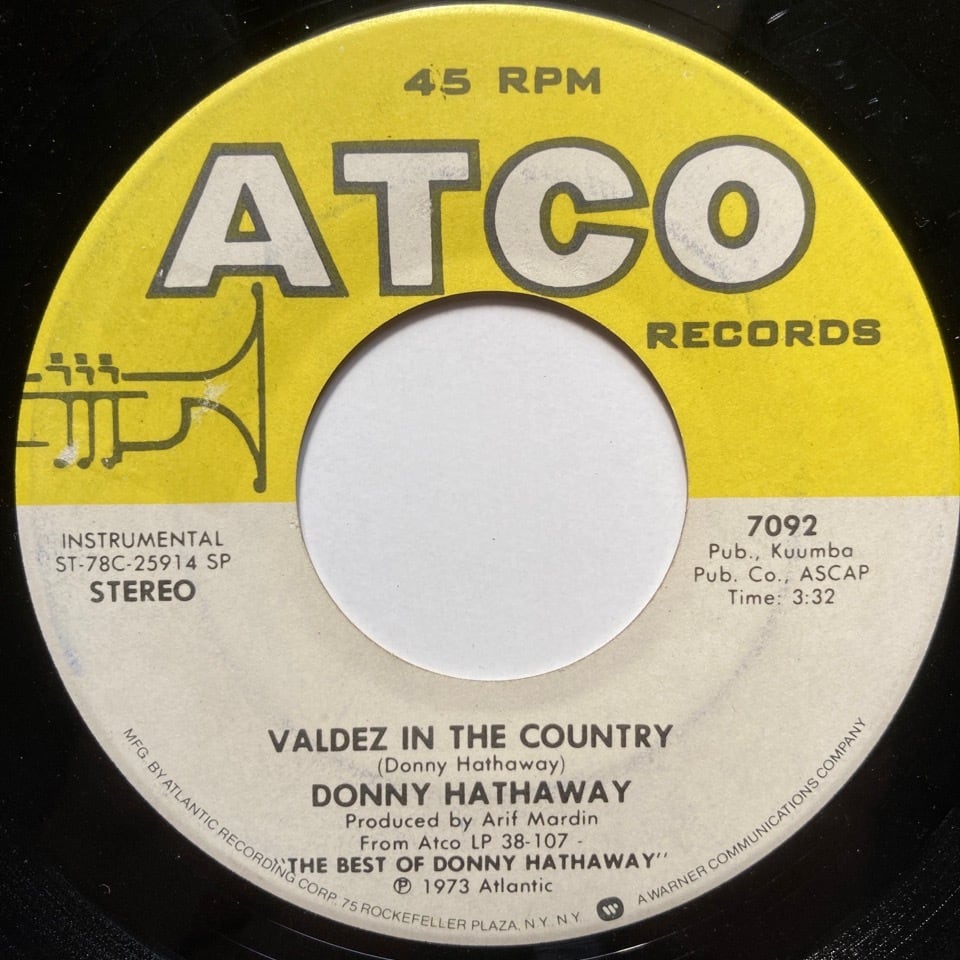 45 RPM
ATCO
RECORDS
INSTRUMENTAL
ST-78C-25914 SP
STEREO
7092
Pub., Kuumba
Pub. Co., ASCAP
Time: 3:32
VALDEZ IN THE COUNTRY
(Donny Hathaway)
DONNY HATHAWAY
Produced by Arif Mardin
From Atco LP 38-107 -
"THE BEST OF DONNY HATHAWAY"
℗ 1973 Atlantic
MFG. BY ATLANTIC RECORDING CORP. 75 ROCKEFELLER PLAZA, N.Y. N.Y. A WARNER COMMUNICATIONS COMPANY